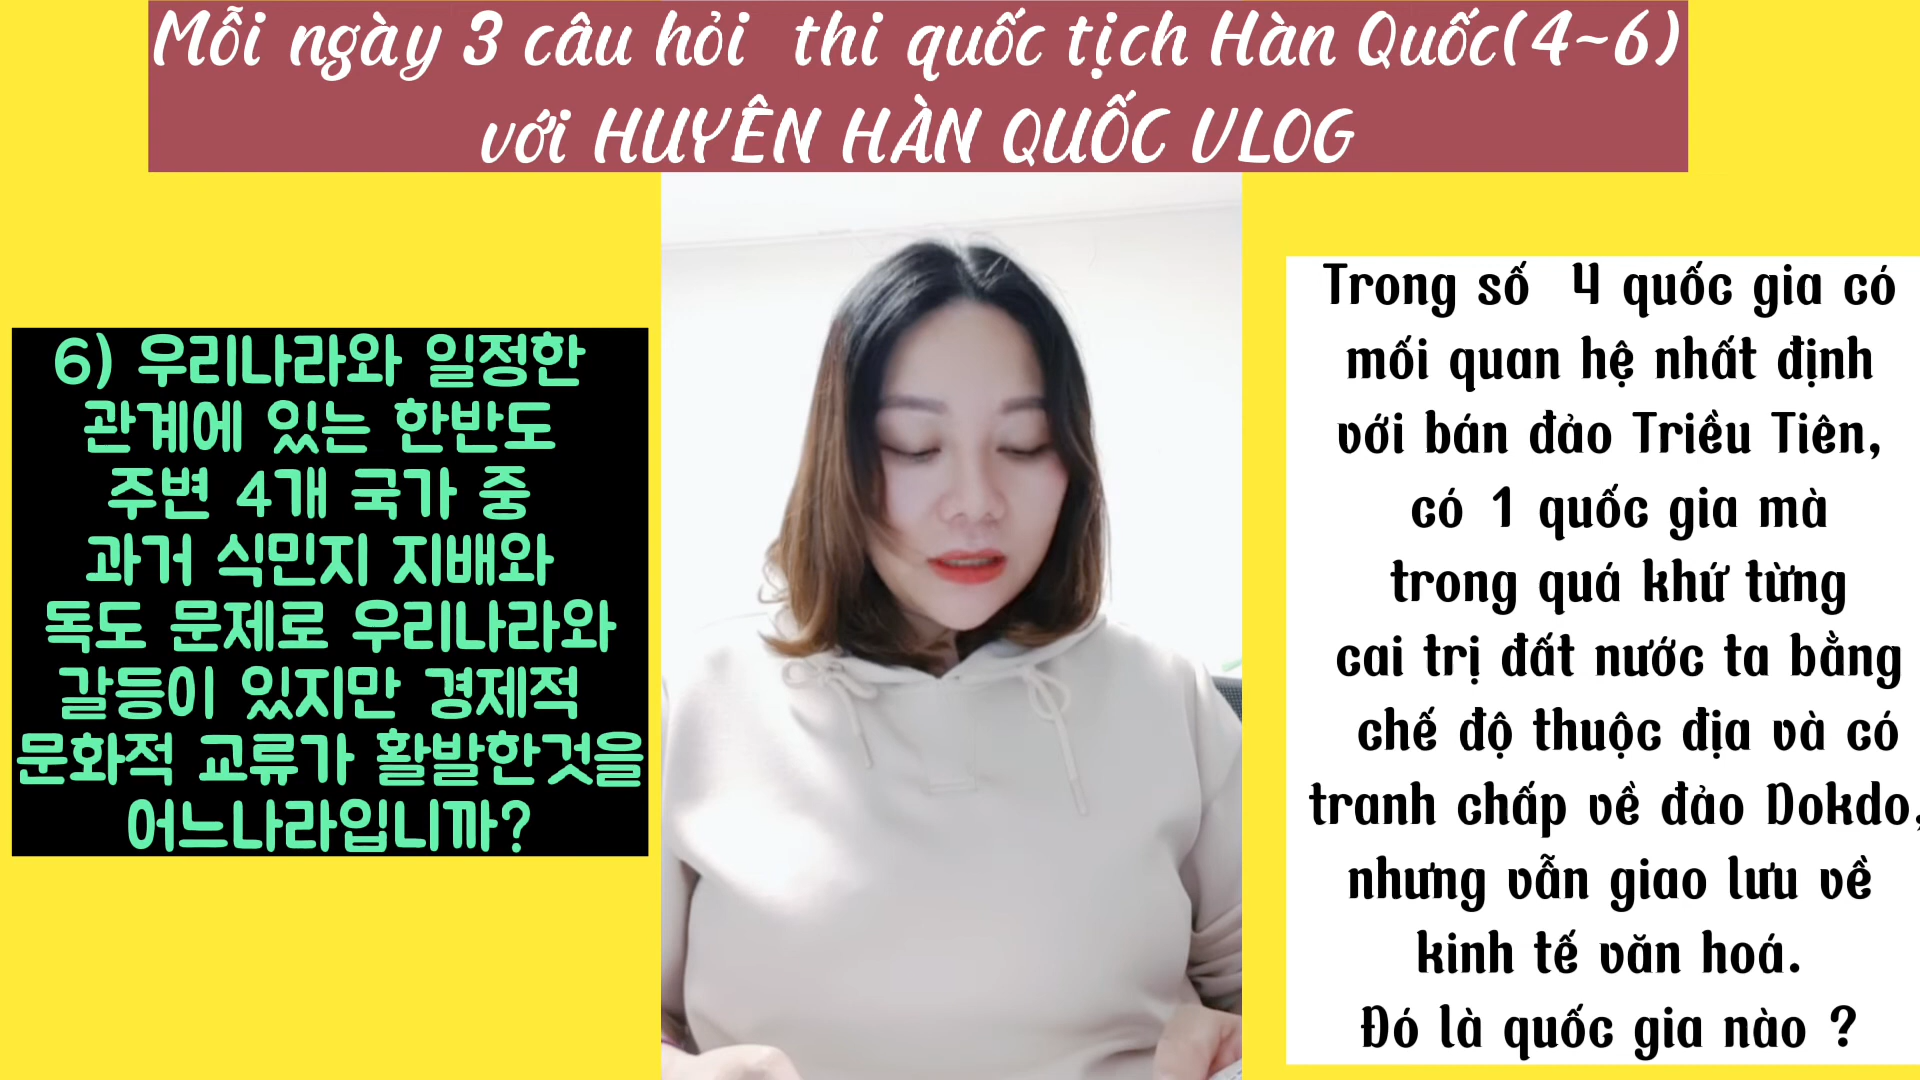 Mỗi ngày 3 câu hỏi thi quốc tịch Hàn Quốc(4~6)
với HUYÊN HÀN QUỐC VLOG
6) 우리나라와 일정한
관계에 있는 한반도
주변 4개 국가 중
과거 식민지 지배와
독도 문제로 우리나라와
갈등이 있지만 경제적
문화적 교류가 활발한것을
어느나라입니까?
Trong số 4 quốc gia có
mối quan hệ nhất định
với bán đảo Triều Tiên,
có 1 quốc gia mà
trong quá khứ từng
cai trị đất nước ta bằng
chế độ thuộc địa và có
tranh chấp về đảo Dokdo,
nhưng vẫn giao lưu về
kinh tế văn hoá.
Đó là quốc gia nào ?